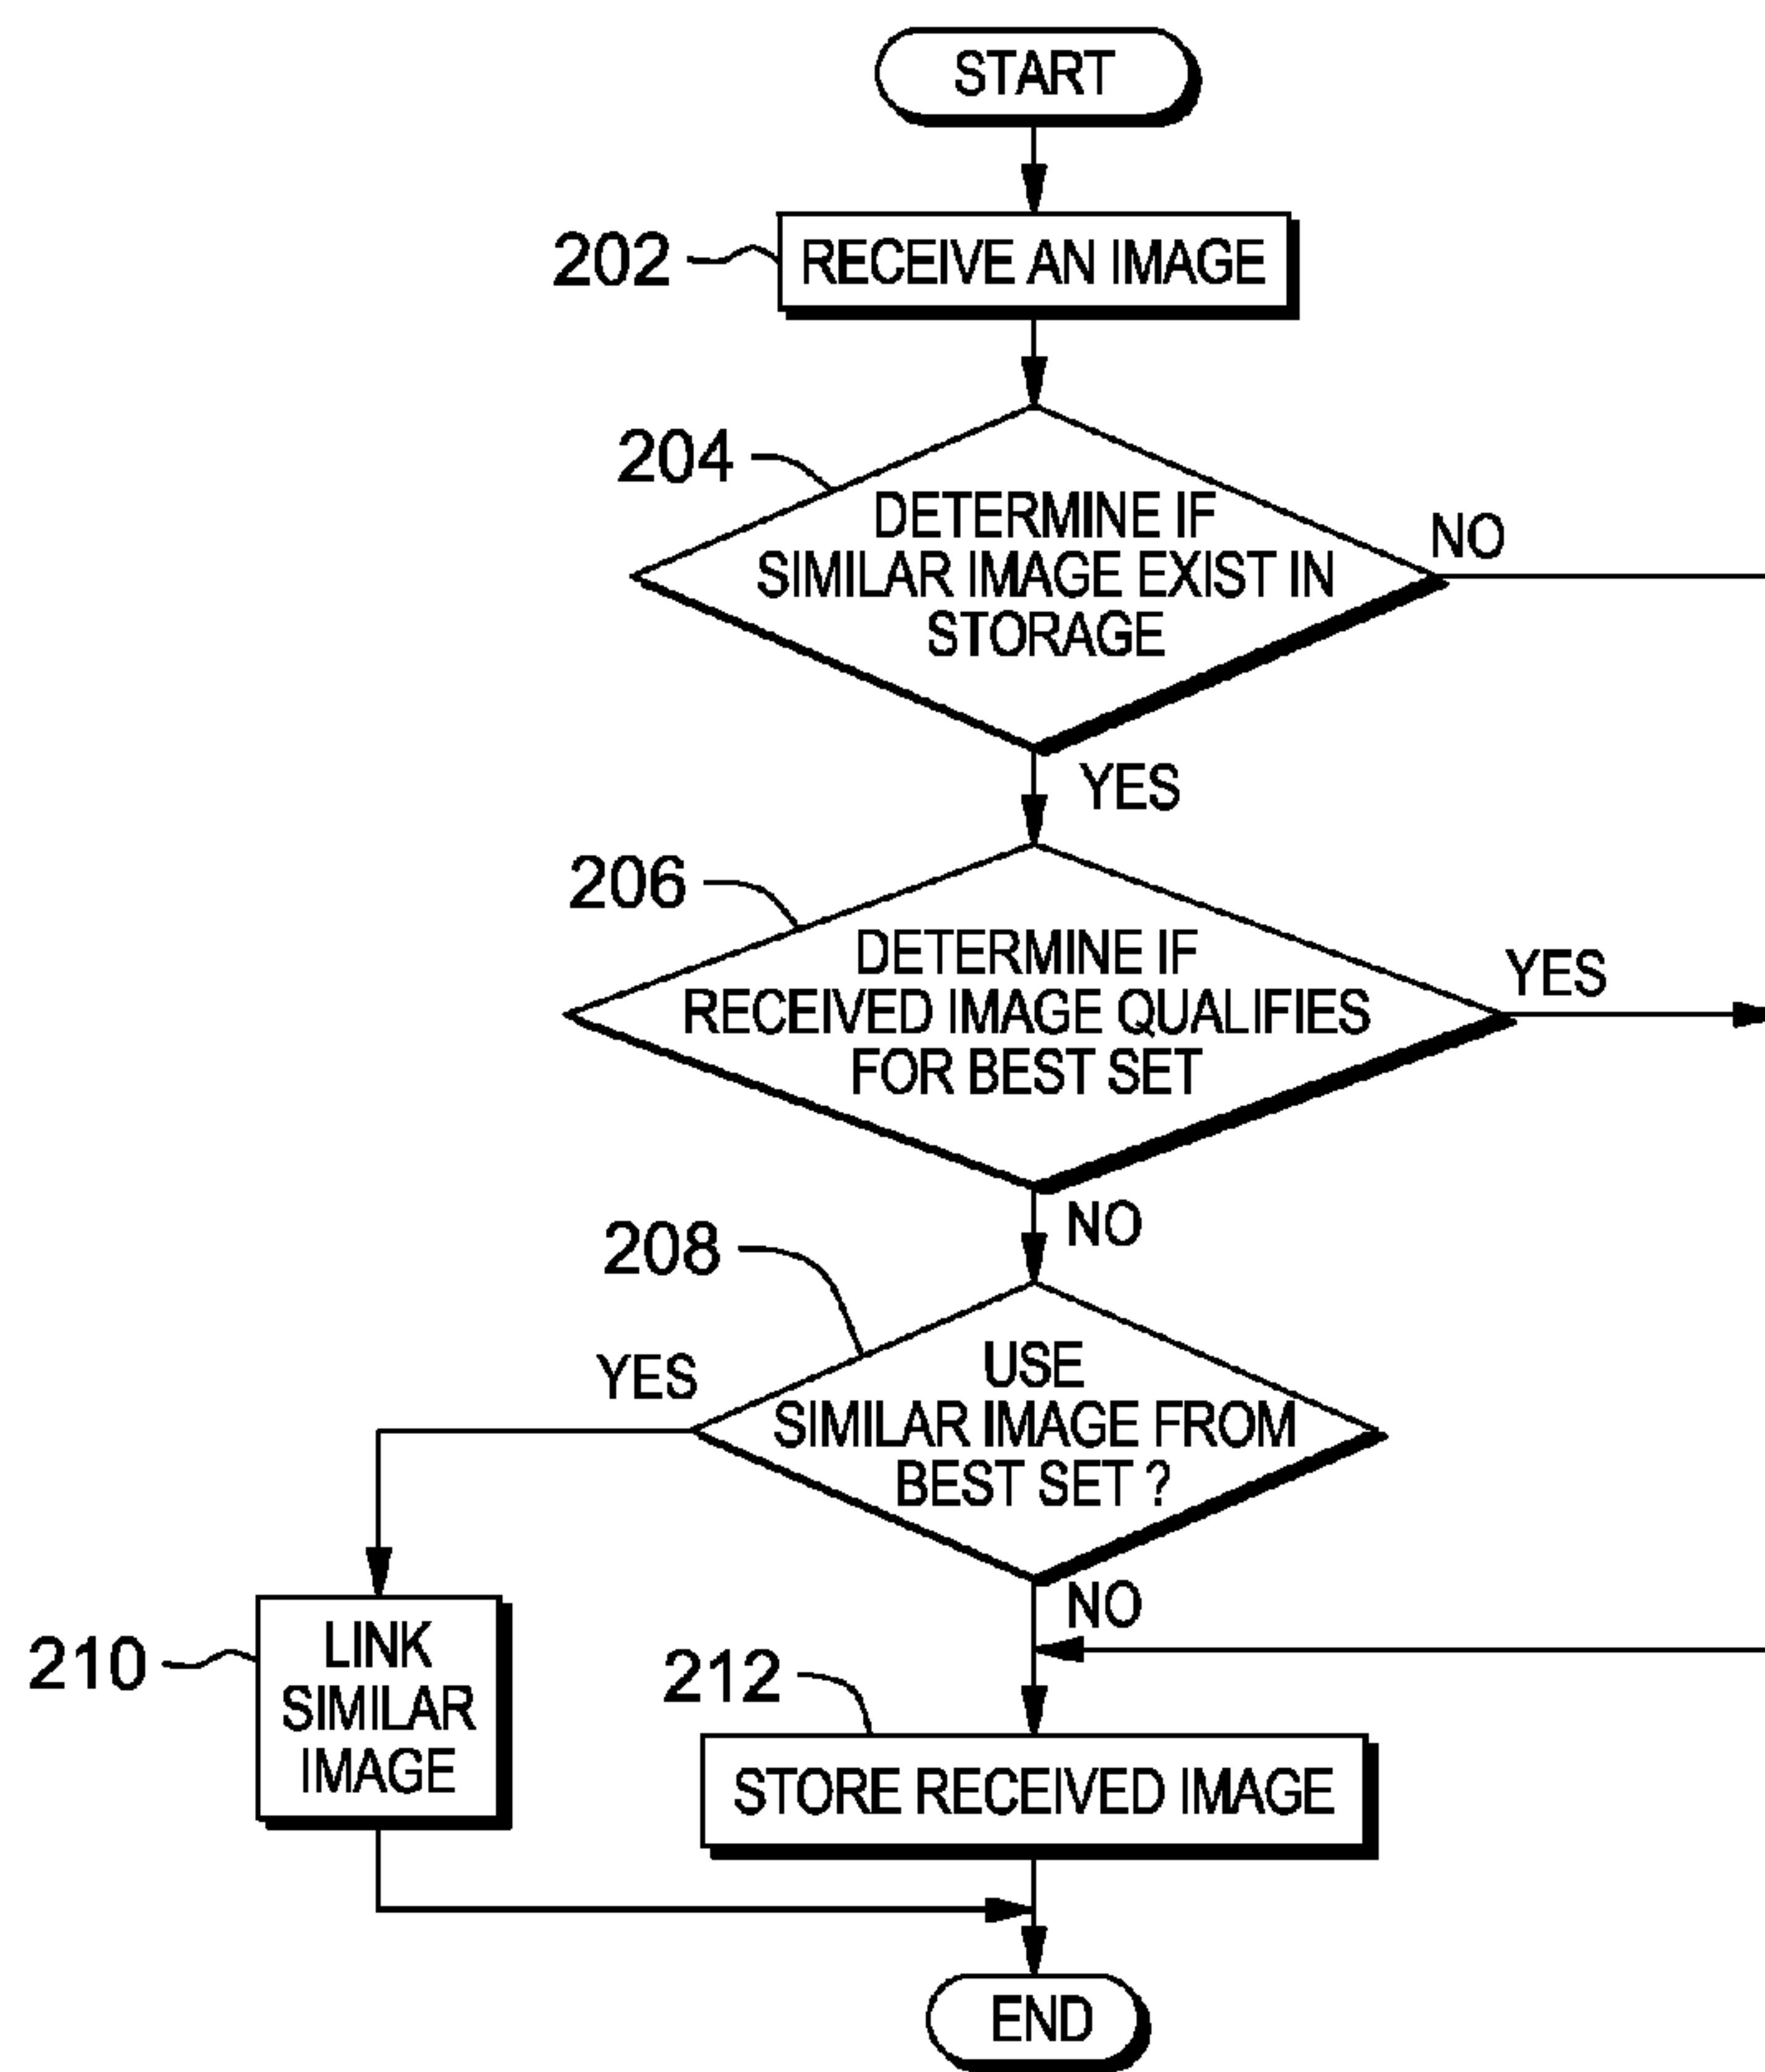 START
202
RECEIVE AN IMAGE
204
DETERMINE IF
SIMILAR IMAGE EXIST IN
STORAGE
NO
YES
206
DETERMINE IF
RECEIVED IMAGE QUALIFIES
FOR BEST SET
YES
NO
208
USE
SIMILAR IMAGE FROM
BEST SET ?
YES
NO
210
LINK
SIMILAR
IMAGE
212
STORE RECEIVED IMAGE
END